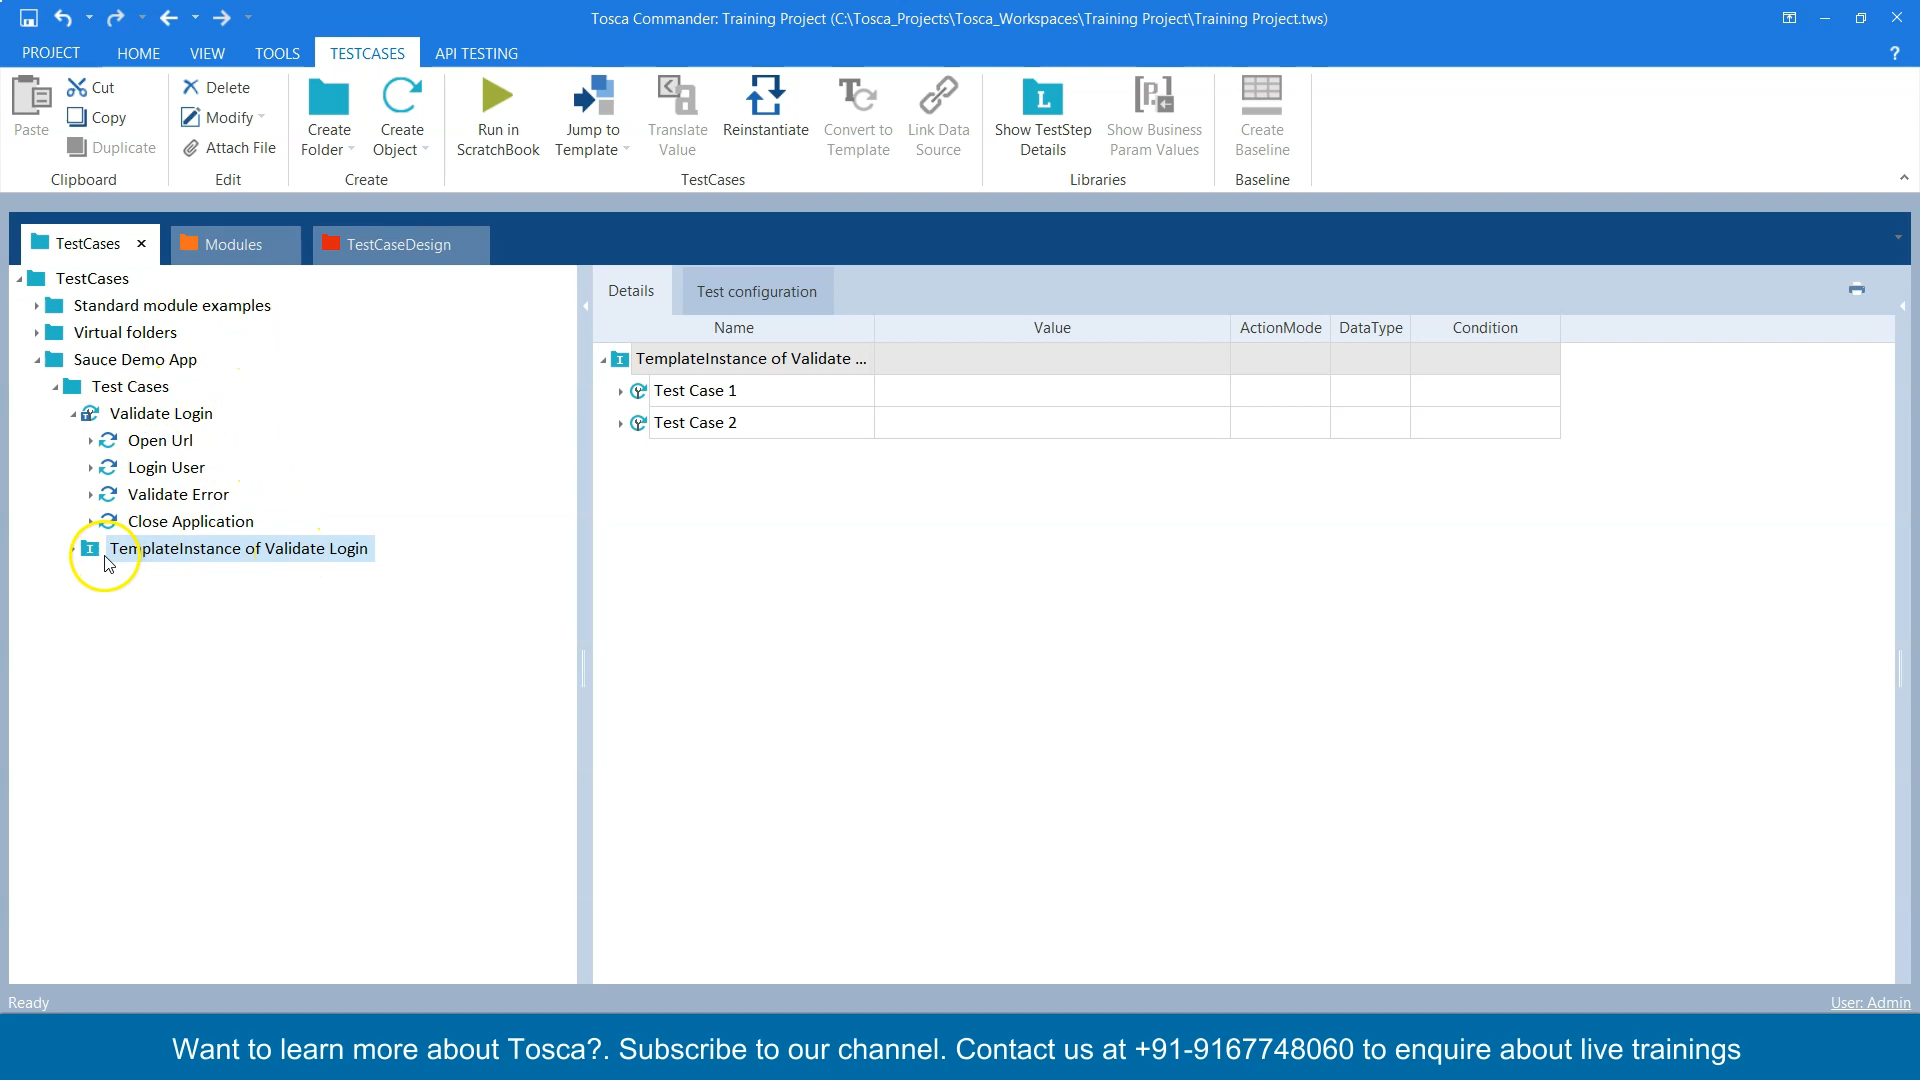 Tosca Commander: Training Project (C:\Tosca_Projects\Tosca_Workspaces\Training Project\Training Project.tws)
PROJECT HOME VIEW TOOLS TESTCASES API TESTING ?
Paste
Cut
Copy
Duplicate
Clipboard
Delete
Modify
Attach File
Edit
Create Folder
Create Object
Create
Run in ScratchBook
Jump to Template
Translate Value
Reinstantiate
Convert to Template
Link Data Source
TestCases
Show TestStep Details
Show Business Param Values
Libraries
Create Baseline
Baseline
TestCases Modules TestCaseDesign
TestCases
Standard module examples
Virtual folders
Sauce Demo App
Test Cases
Validate Login
Open Url
Login User
Validate Error
Close Application
TemplateInstance of Validate Login
Details Test configuration
Name Value ActionMode DataType Condition
TemplateInstance of Validate ...
Test Case 1
Test Case 2
Ready
User: Admin
Want to learn more about Tosca?. Subscribe to our channel. Contact us at +91-9167748060 to enquire about live trainings